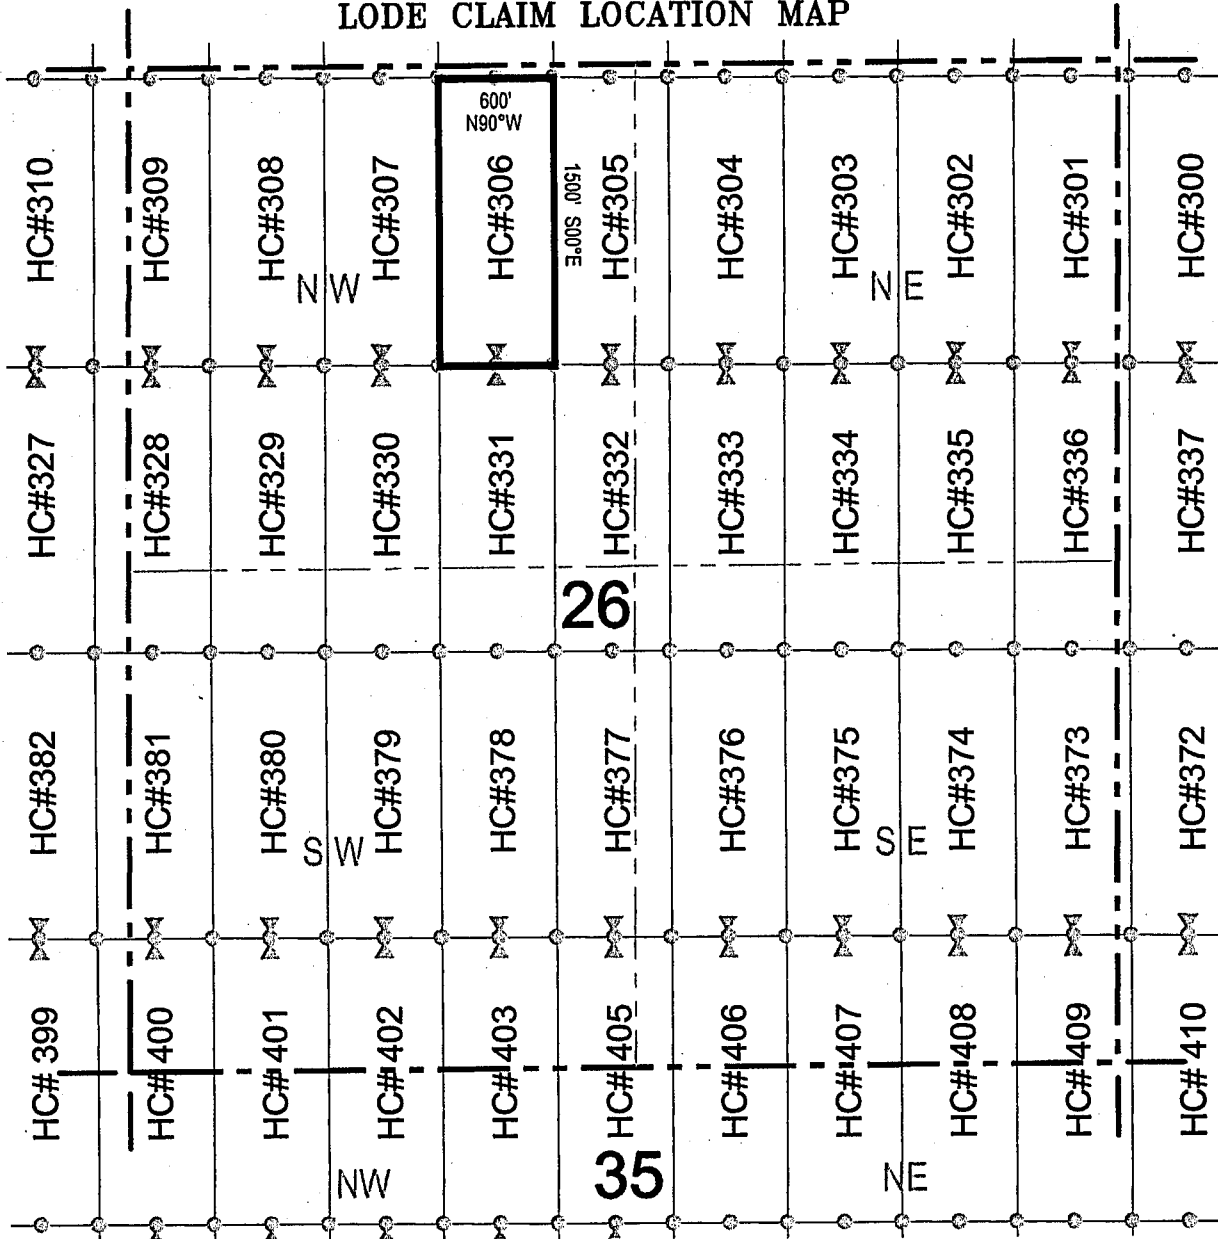 LODE CLAIM LOCATION MAP
600'
N90°W
1500' S00°E
HC#310
HC#309
HC#308
HC#307
HC#306
HC#305
HC#304
HC#303
HC#302
HC#301
HC#300
NW
NE
HC#327
HC#328
HC#329
HC#330
HC#331
HC#332
HC#333
HC#334
HC#335
HC#336
HC#337
26
HC#382
HC#381
HC#380
HC#379
HC#378
HC#377
HC#376
HC#375
HC#374
HC#373
HC#372
SW
SE
HC# 399
HC# 400
HC# 401
HC# 402
HC# 403
HC# 405
HC# 406
HC# 407
HC# 408
HC# 409
HC# 410
NW
35
NE